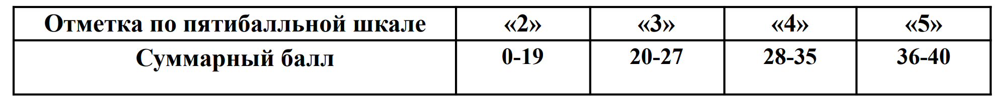 Отметка по пятибалльной шкале «2» «3» «4» «5»
Суммарный балл 0-19 20-27 28-35 36-40